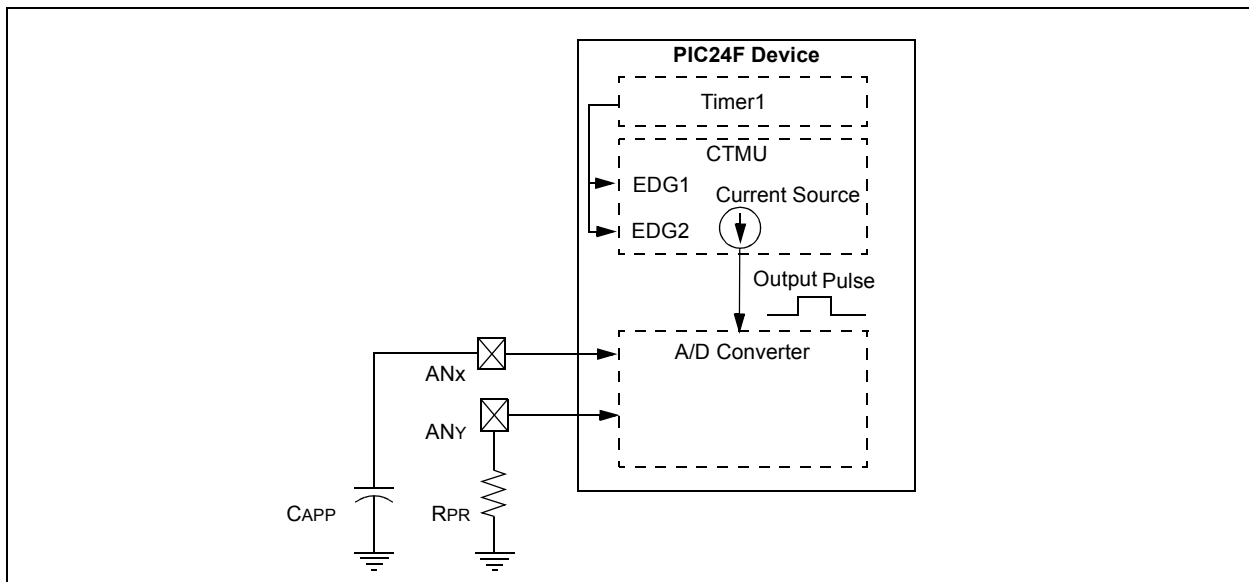 PIC24F Device
Timer1
CTMU
EDG1
Current Source
EDG2
Output Pulse
A/D Converter
ANX
ANY
CAPP
RPR